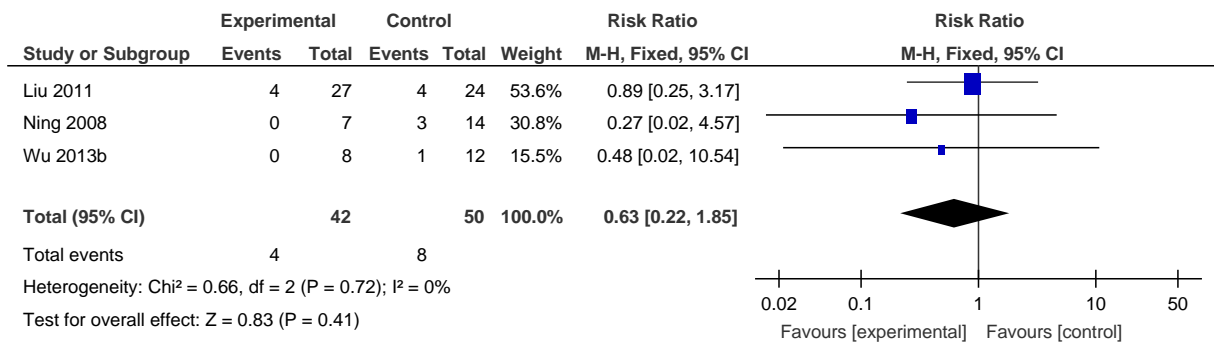 Experimental Control Risk Ratio Risk Ratio
Study or Subgroup Events Total Events Total Weight M-H, Fixed, 95% CI M-H, Fixed, 95% CI
Liu 2011 4 27 4 24 53.6% 0.89 [0.25, 3.17]
Ning 2008 0 7 3 14 30.8% 0.27 [0.02, 4.57]
Wu 2013b 0 8 1 12 15.5% 0.48 [0.02, 10.54]
Total (95% CI) 42 50 100.0% 0.63 [0.22, 1.85]
Total events 4 8
Heterogeneity: Chi² = 0.66, df = 2 (P = 0.72); I² = 0%
Test for overall effect: Z = 0.83 (P = 0.41)
0.02 0.1 1 10 50
Favours [experimental] Favours [control]